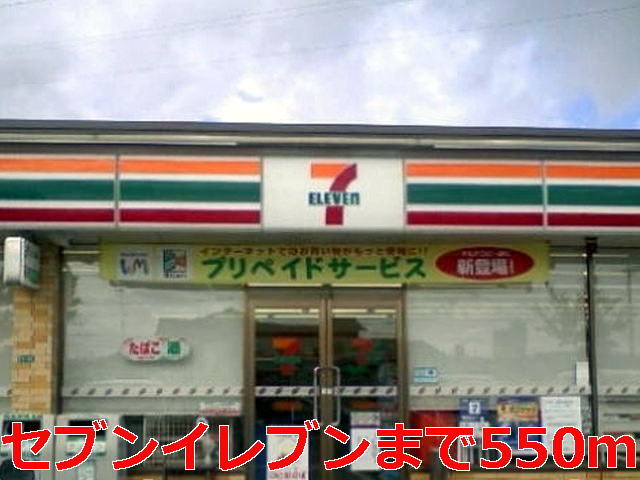 7
ELEVEN
インターネットでのお買い物がもっと便利に!!
プリペイドサービス
新登場!
たばこ
セブンイレブンまで550m